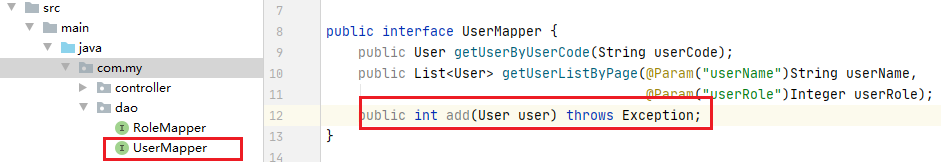 src
main
java
com.my
controller
dao
RoleMapper
UserMapper
7
8 public interface UserMapper {
9 public User getUserByUserCode(String userCode);
10 public List<User> getUserListByPage(@Param("userName")String userName,
11 @Param("userRole")Integer userRole);
12 public int add(User user) throws Exception;
13 }